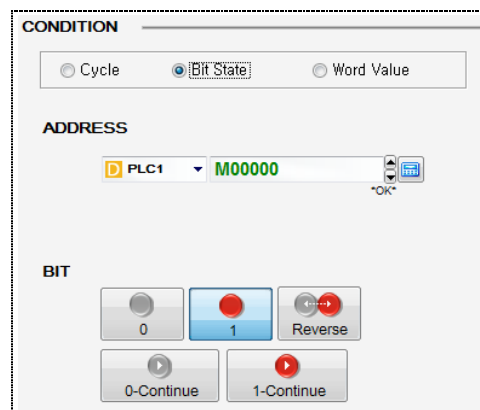 CONDITION
Cycle Bit State Word Value
ADDRESS
D PLC1 M00000
*OK*
BIT
0 1 Reverse
0-Continue 1-Continue